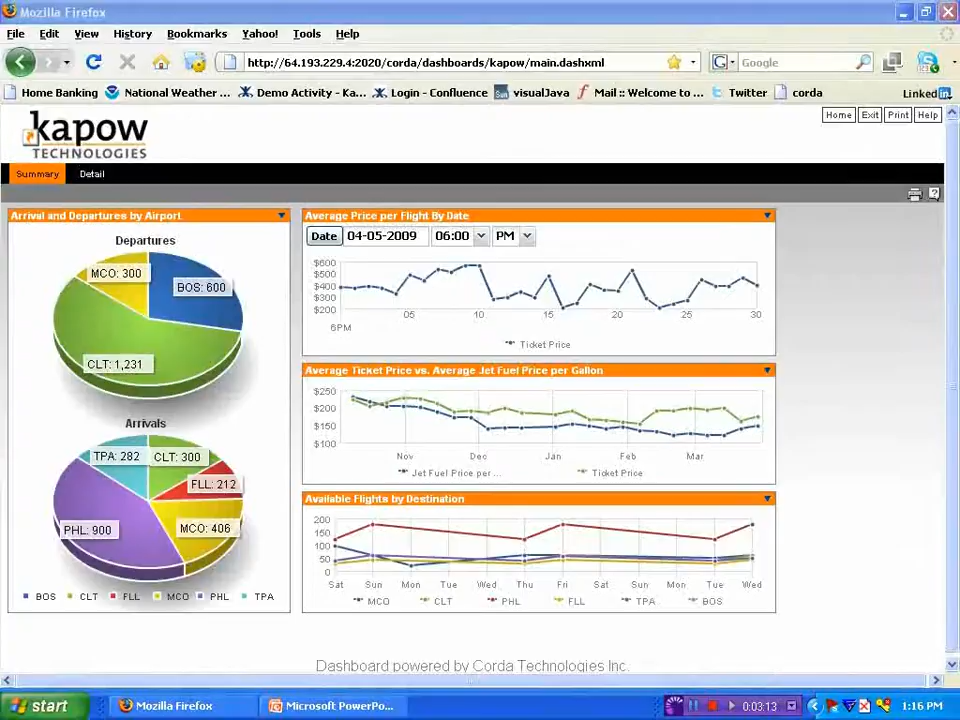 Mozilla Firefox
File Edit View History Bookmarks Yahoo! Tools Help
http://64.193.229.4:2020/corda/dashboards/kapow/main.dashxml
G Google
Home Banking National Weather ... Demo Activity - Ka... Login - Confluence visualJava Mail :: Welcome to ... Twitter corda Linked in
kapow
TECHNOLOGIES
Home Exit Print Help
Summary Detail
Arrival and Departures by Airport
Departures
MCO: 300
BOS: 600
CLT: 1,231
Arrivals
TPA: 282 CLT: 300
FLL: 212
PHL: 900
MCO: 406
BOS CLT FLL MCO PHL TPA
Average Price per Flight By Date
Date 04-05-2009 06:00 PM
$600
$500
$400
$300
$200
05 10 15 20 25 30
6PM
Ticket Price
Average Ticket Price vs. Average Jet Fuel Price per Gallon
$250
$200
$150
$100
Nov Dec Jan Feb Mar
Jet Fuel Price per ... Ticket Price
Available Flights by Destination
200
150
100
50
0
Sat Sun Mon Tue Wed Thu Fri Sat Sun Mon Tue Wed
MCO CLT PHL FLL TPA BOS
Dashboard powered by Corda Technologies Inc.
start Mozilla Firefox Microsoft PowerPo... 0:03:13 1:16 PM